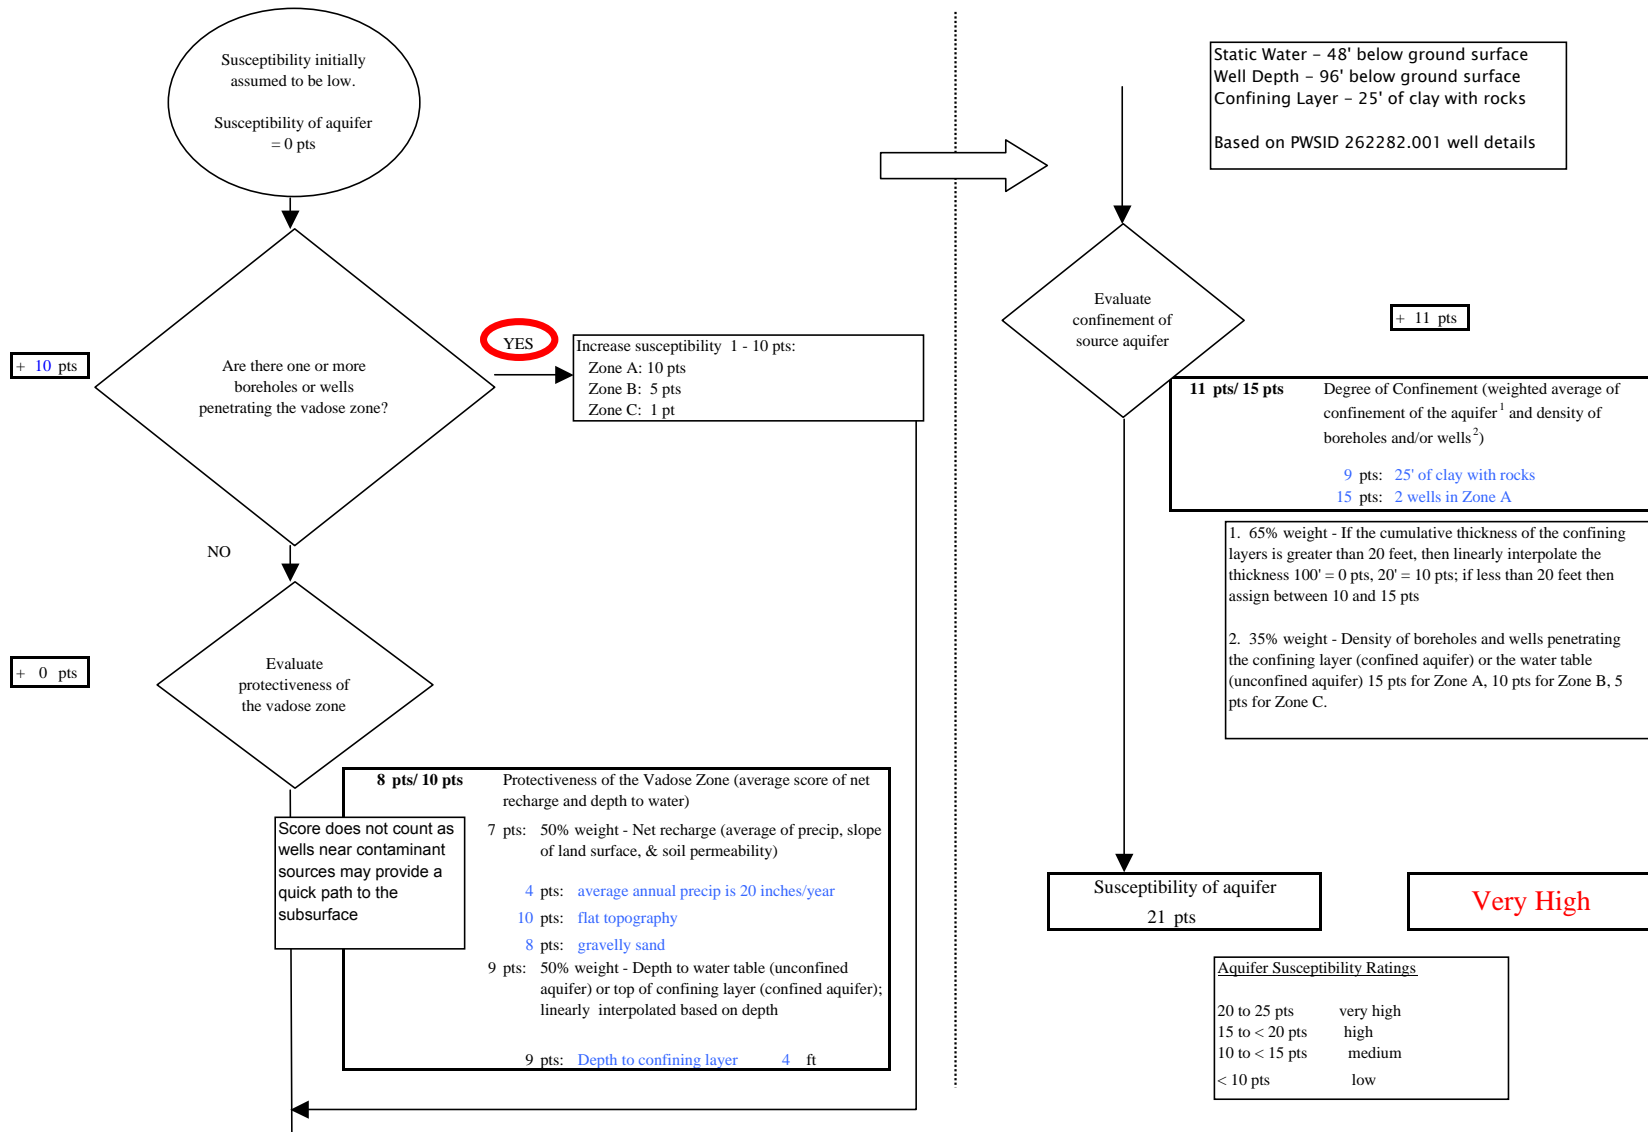 Susceptibility initially
assumed to be low.
Susceptibility of aquifer
= 0 pts
+ 10 pts
Are there one or more
boreholes or wells
penetrating the vadose zone?
YES
Increase susceptibility 1 - 10 pts:
Zone A: 10 pts
Zone B: 5 pts
Zone C: 1 pt
NO
+ 0 pts
Evaluate
protectiveness of
the vadose zone
8 pts/ 10 pts Protectiveness of the Vadose Zone (average score of net
recharge and depth to water)
Score does not count as
wells near contaminant
sources may provide a
quick path to the
subsurface
7 pts: 50% weight - Net recharge (average of precip, slope
of land surface, & soil permeability)
4 pts: average annual precip is 20 inches/year
10 pts: flat topography
8 pts: gravelly sand
9 pts: 50% weight - Depth to water table (unconfined
aquifer) or top of confining layer (confined aquifer);
linearly interpolated based on depth
9 pts: Depth to confining layer 4 ft
Static Water – 48' below ground surface
Well Depth – 96' below ground surface
Confining Layer – 25' of clay with rocks
Based on PWSID 262282.001 well details
Evaluate
confinement of
source aquifer
+ 11 pts
11 pts/ 15 pts Degree of Confinement (weighted average of
confinement of the aquifer1 and density of
boreholes and/or wells2)
9 pts: 25' of clay with rocks
15 pts: 2 wells in Zone A
1. 65% weight - If the cumulative thickness of the confining
layers is greater than 20 feet, then linearly interpolate the
thickness 100' = 0 pts, 20' = 10 pts; if less than 20 feet then
assign between 10 and 15 pts
2. 35% weight - Density of boreholes and wells penetrating
the confining layer (confined aquifer) or the water table
(unconfined aquifer) 15 pts for Zone A, 10 pts for Zone B, 5
pts for Zone C.
Susceptibility of aquifer
21 pts
Very High
Aquifer Susceptibility Ratings
20 to 25 pts very high
15 to < 20 pts high
10 to < 15 pts medium
< 10 pts low